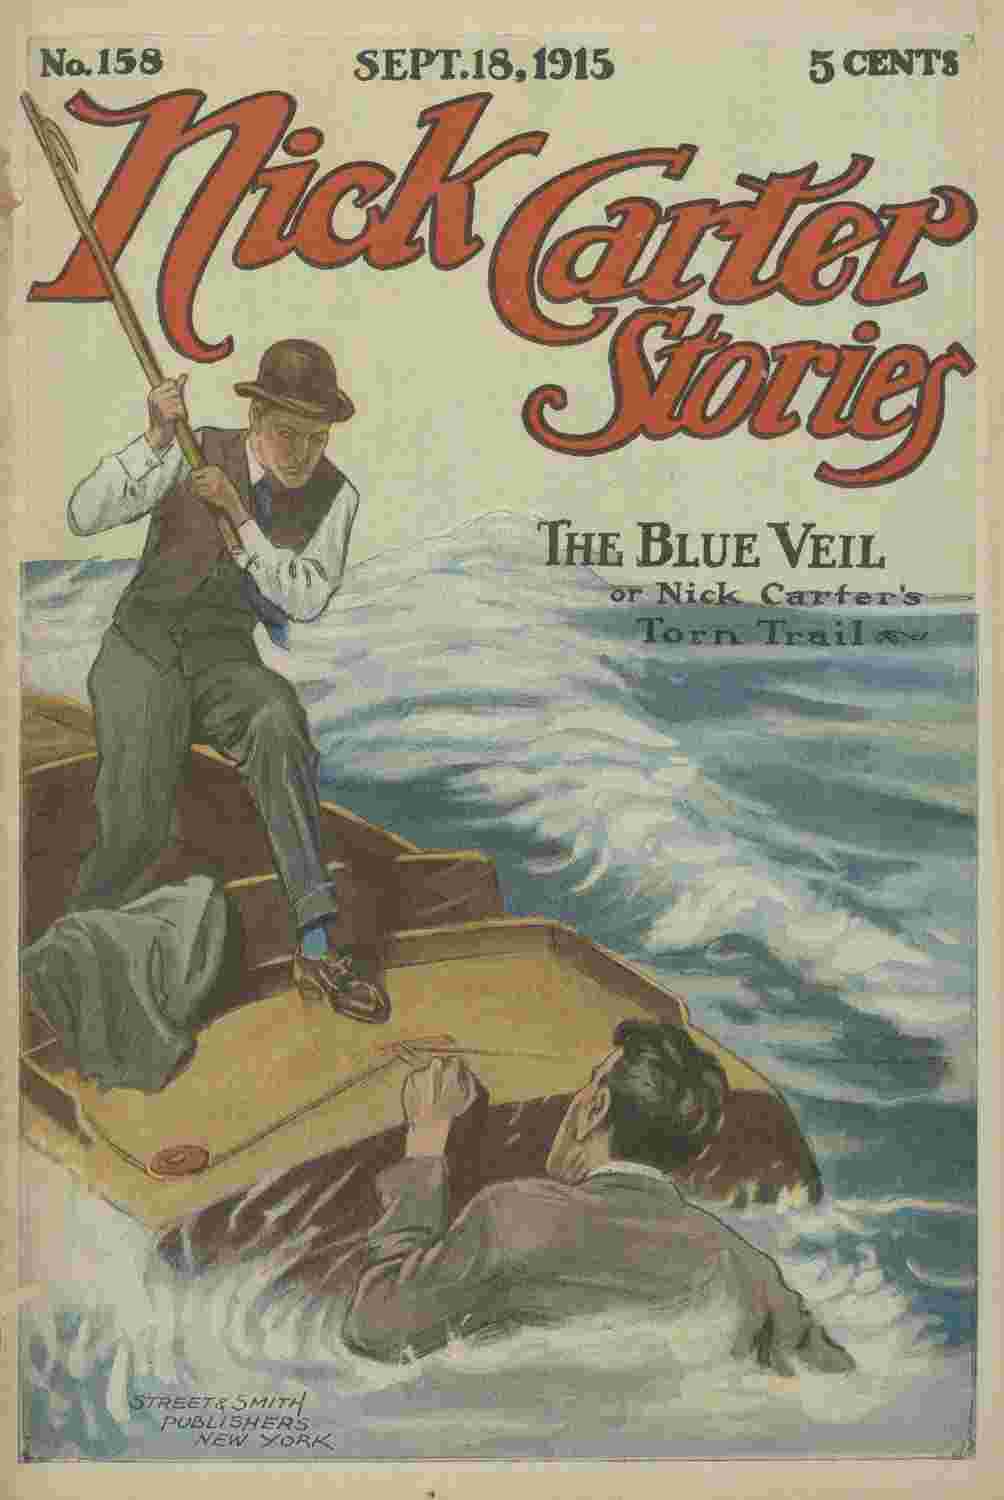 No. 158 SEPT. 18, 1915 5 CENTS
Nick Carter
Stories
THE BLUE VEIL
or Nick Carter's
Torn Trail
STREET & SMITH
PUBLISHERS
NEW YORK